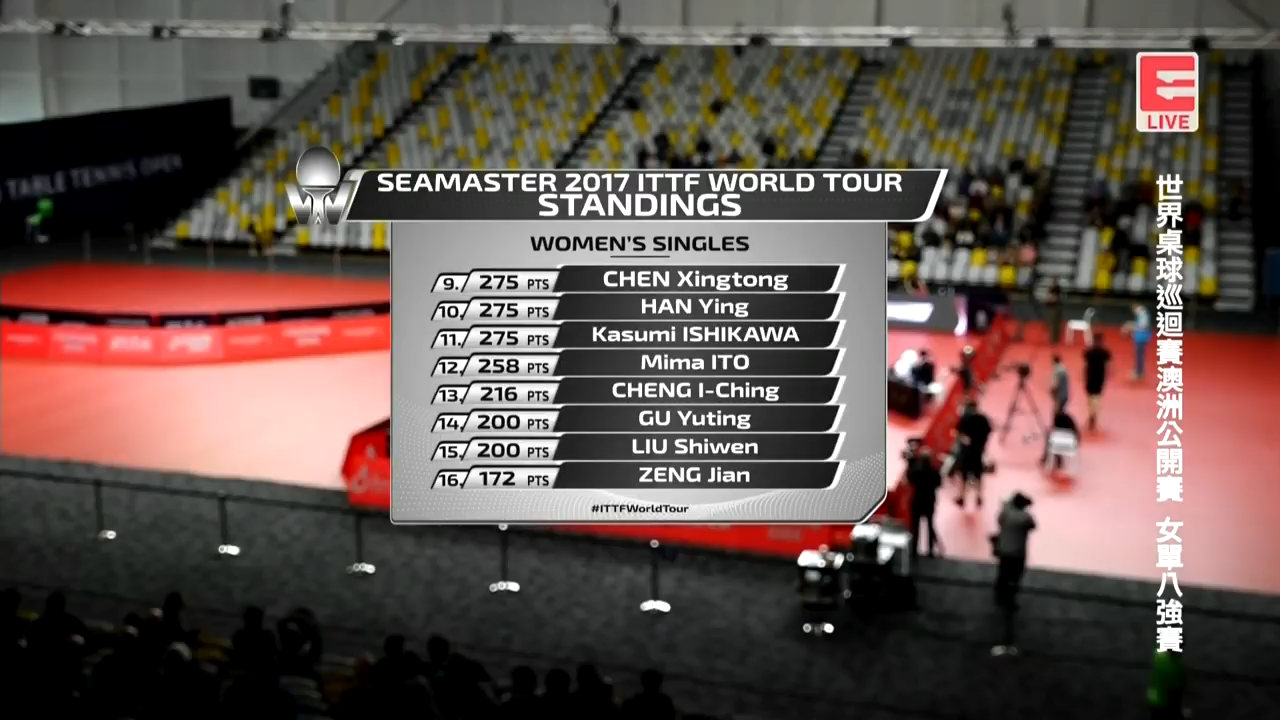 LIVE
TABLE TENNIS OPEN
SEAMASTER 2017 ITTF WORLD TOUR
STANDINGS
WOMEN'S SINGLES
9. 275 PTS CHEN Xingtong
10. 275 PTS HAN Ying
11. 275 PTS Kasumi ISHIKAWA
12. 258 PTS Mima ITO
13. 216 PTS CHENG I-Ching
14. 200 PTS GU Yuting
15. 200 PTS LIU Shiwen
16. 172 PTS ZENG Jian
#ITTFWorldTour
世界桌球巡迴賽澳洲公開賽 女單八強賽